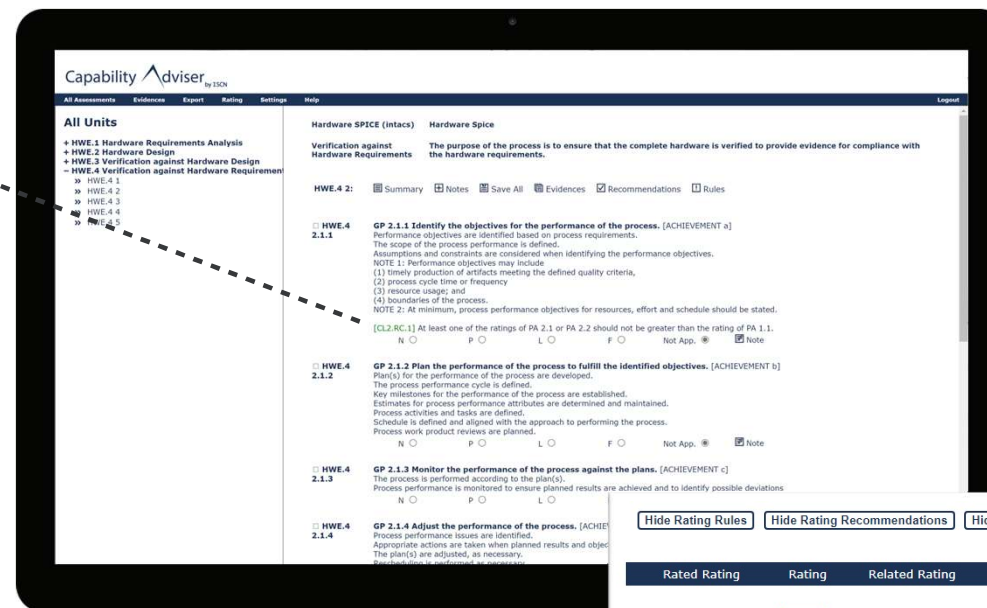 Capability Adviser by ISCN
All Assessments Evidences Export Rating Settings Help Logout
All Units
+ HWE.1 Hardware Requirements Analysis
+ HWE.2 Hardware Design
+ HWE.3 Verification against Hardware Design
− HWE.4 Verification against Hardware Requirement
» HWE.4 1
» HWE.4 2
» HWE.4 3
» HWE.4 4
» HWE.4 5
Hardware SPICE (intacs) Hardware Spice
Verification against Hardware Requirements
The purpose of the process is to ensure that the complete hardware is verified to provide evidence for compliance with
the hardware requirements.
HWE.4 2: Summary Notes Save All Evidences Recommendations Rules
HWE.4 2.1.1
GP 2.1.1 Identify the objectives for the performance of the process. [ACHIEVEMENT a]
Performance objectives are identified based on process requirements.
The scope of the process performance is defined.
Assumptions and constraints are considered when identifying the performance objectives.
NOTE 1: Performance objectives may include
(1) timely production of artifacts meeting the defined quality criteria,
(2) process cycle time or frequency
(3) resource usage; and
(4) boundaries of the process.
NOTE 2: At minimum, process performance objectives for resources, effort and schedule should be stated.
[CL2.RC.1] At least one of the ratings of PA 2.1 or PA 2.2 should not be greater than the rating of PA 1.1.
N P L F Not App. Note
HWE.4 2.1.2
GP 2.1.2 Plan the performance of the process to fulfill the identified objectives. [ACHIEVEMENT b]
Plan(s) for the performance of the process are developed.
The process performance cycle is defined.
Key milestones for the performance of the process are established.
Estimates for process performance attributes are determined and maintained.
Process activities and tasks are defined.
Schedule is defined and aligned with the approach to performing the process.
Process work product reviews are planned.
N P L F Not App. Note
HWE.4 2.1.3
GP 2.1.3 Monitor the performance of the process against the plans. [ACHIEVEMENT c]
The process is performed according to the plan(s).
Process performance is monitored to ensure planned results are achieved and to identify possible deviations
N P L
HWE.4 2.1.4
GP 2.1.4 Adjust the performance of the process. [ACHIE
Process performance issues are identified.
Appropriate actions are taken when planned results and objec
The plan(s) are adjusted, as necessary.
Rescheduling is performed as necessary
Hide Rating Rules Hide Rating Recommendations Hid
Rated Rating Rating Related Rating